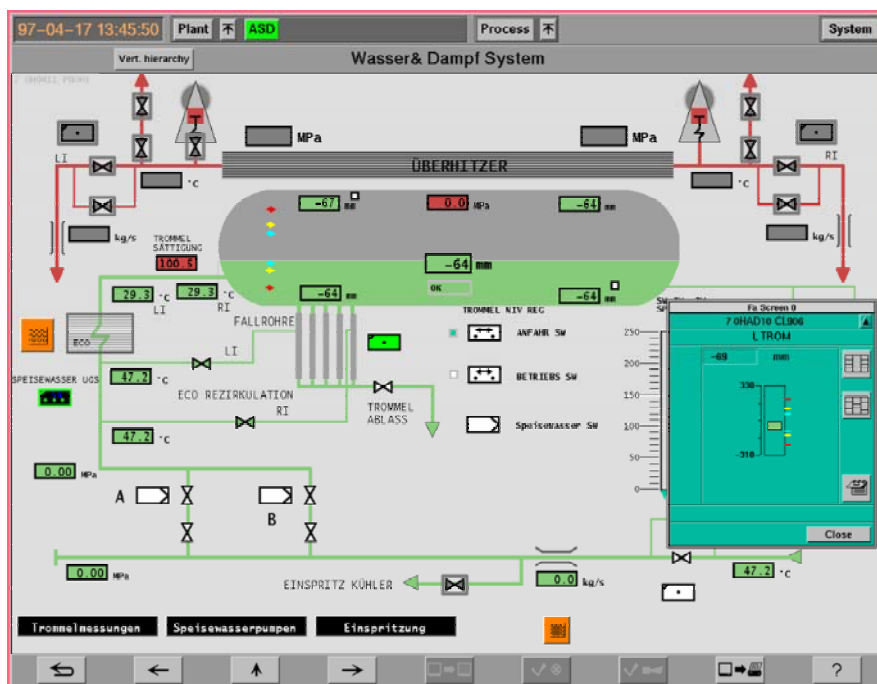 97-04-17 13:45:50 Plant ASD Process System
Vert. hierarchy Wasser& Dampf System
MPa MPa
LI RI
ÜBERHITZER
°C °C
-67 mm 0.0 MPa -64 mm
kg/s kg/s
TROMMEL
SÄTTIGUNG
100.5
-64 mm
29.3 °C 29.3 °C
LI RI
-64 mm OK -64 mm
FALLROHRE
TROMMEL NIV REG
ECO
LI
ANFAHR SW
SPEISEWASSER UGS
47.2 °C
BETRIEBS SW
ECO REZIRKULATION
RI
TROMMEL
ABLASS
Speisewasser SW
47.2 °C
250
200
150
100
50
0
Fa Screen 0
7 0HAD10 CL906
L TROM
-69 mm
330
-310
Close
0.00 MPa
A
B
0.00 MPa
EINSPRITZ KÜHLER
0.0 kg/s
47.2 °C
Trommelmessungen Speisewasserpumpen Einspritzung
?